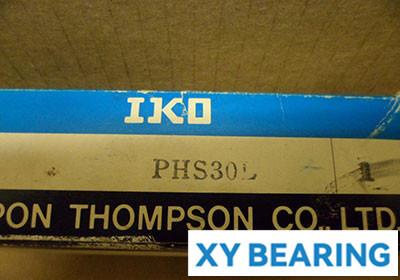 IKO
PHS30L
PON THOMPSON CO., LTD.
XY BEARING